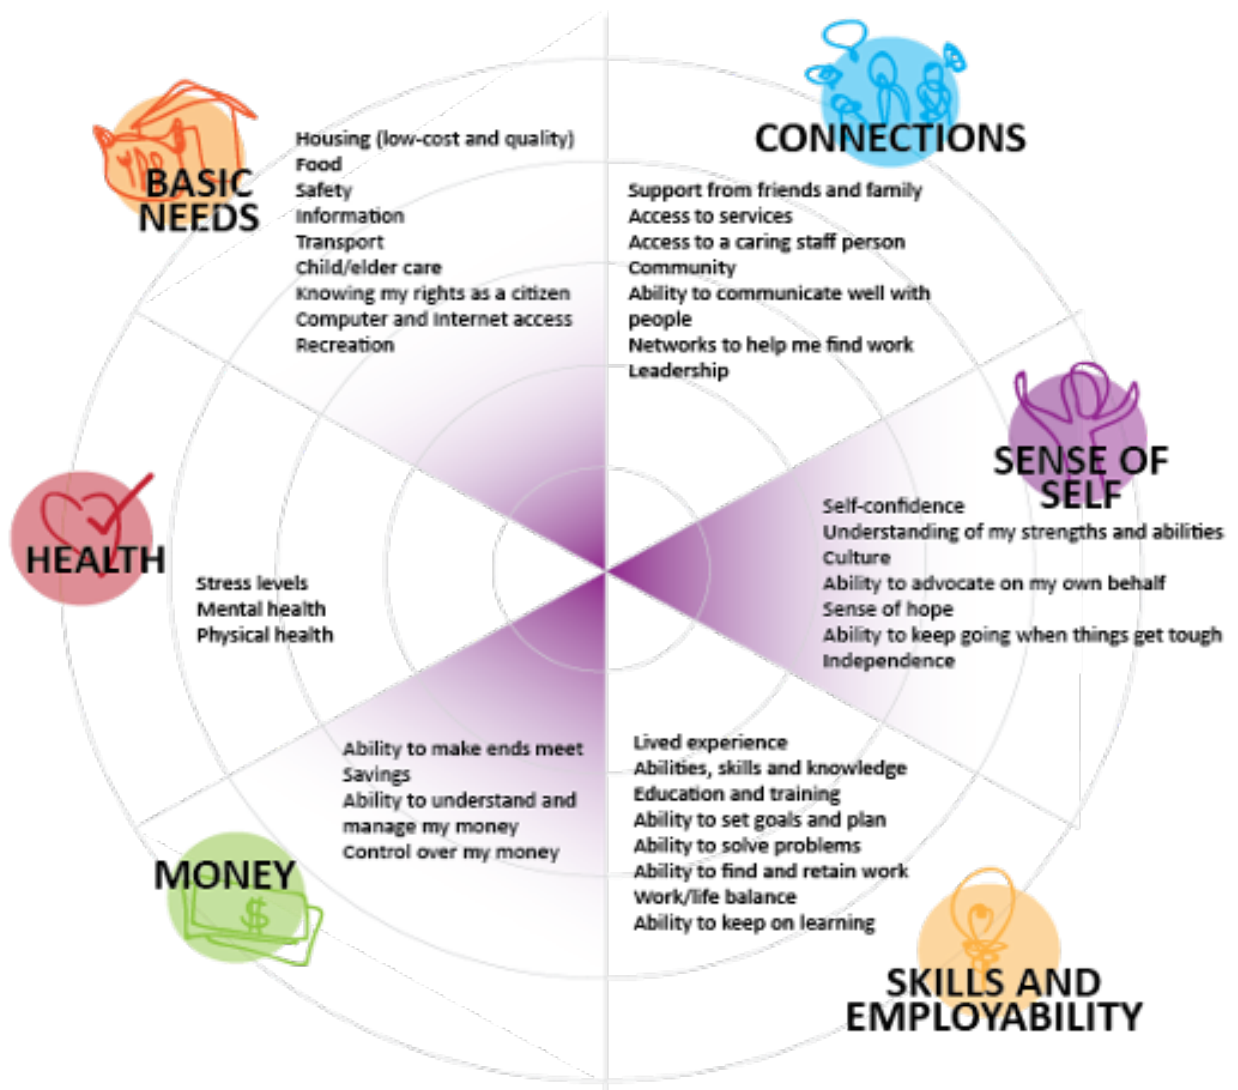 BASIC
NEEDS
Housing (low-cost and quality)
Food
Safety
Information
Transport
Child/elder care
Knowing my rights as a citizen
Computer and Internet access
Recreation
CONNECTIONS
Support from friends and family
Access to services
Access to a caring staff person
Community
Ability to communicate well with
people
Networks to help me find work
Leadership
SENSE OF
SELF
Self-confidence
Understanding of my strengths and abilities
Culture
Ability to advocate on my own behalf
Sense of hope
Ability to keep going when things get tough
Independence
HEALTH
Stress levels
Mental health
Physical health
MONEY
$
Ability to make ends meet
Savings
Ability to understand and
manage my money
Control over my money
Lived experience
Abilities, skills and knowledge
Education and training
Ability to set goals and plan
Ability to solve problems
Ability to find and retain work
Work/life balance
Ability to keep on learning
SKILLS AND
EMPLOYABILITY